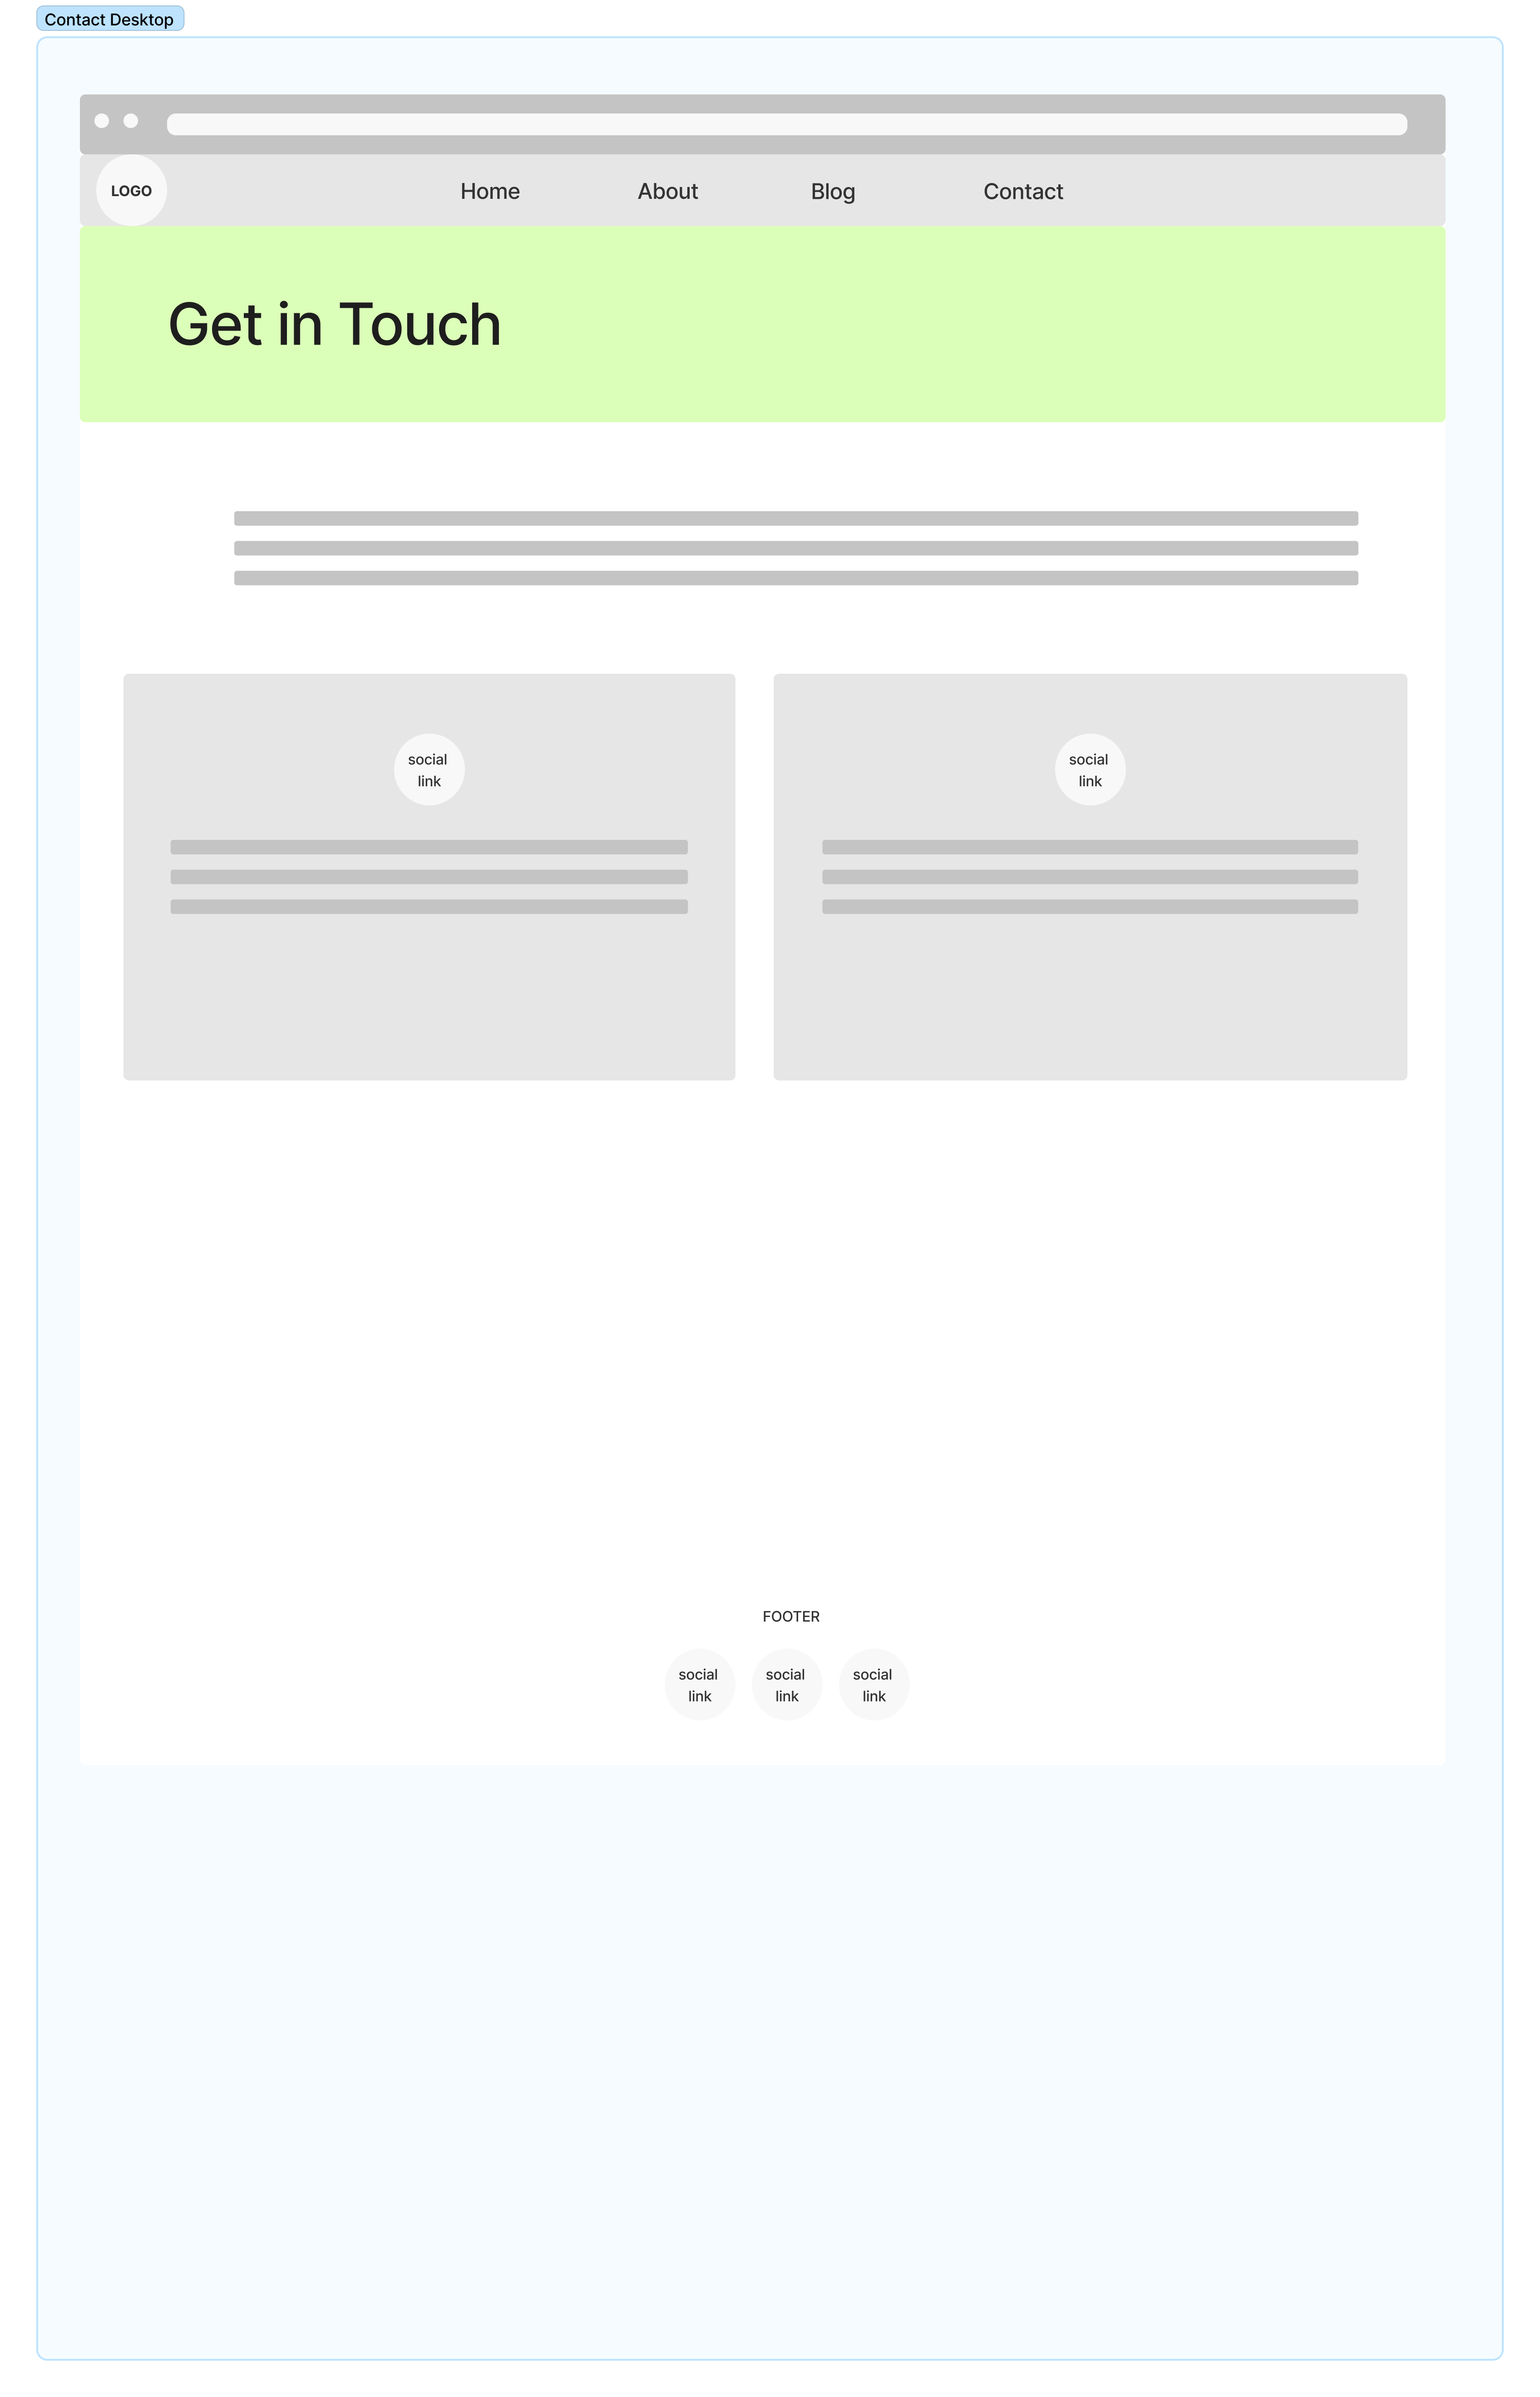 Contact Desktop
LOGO
Home About Blog Contact
Get in Touch
social
link
social
link
FOOTER
social
link
social
link
social
link